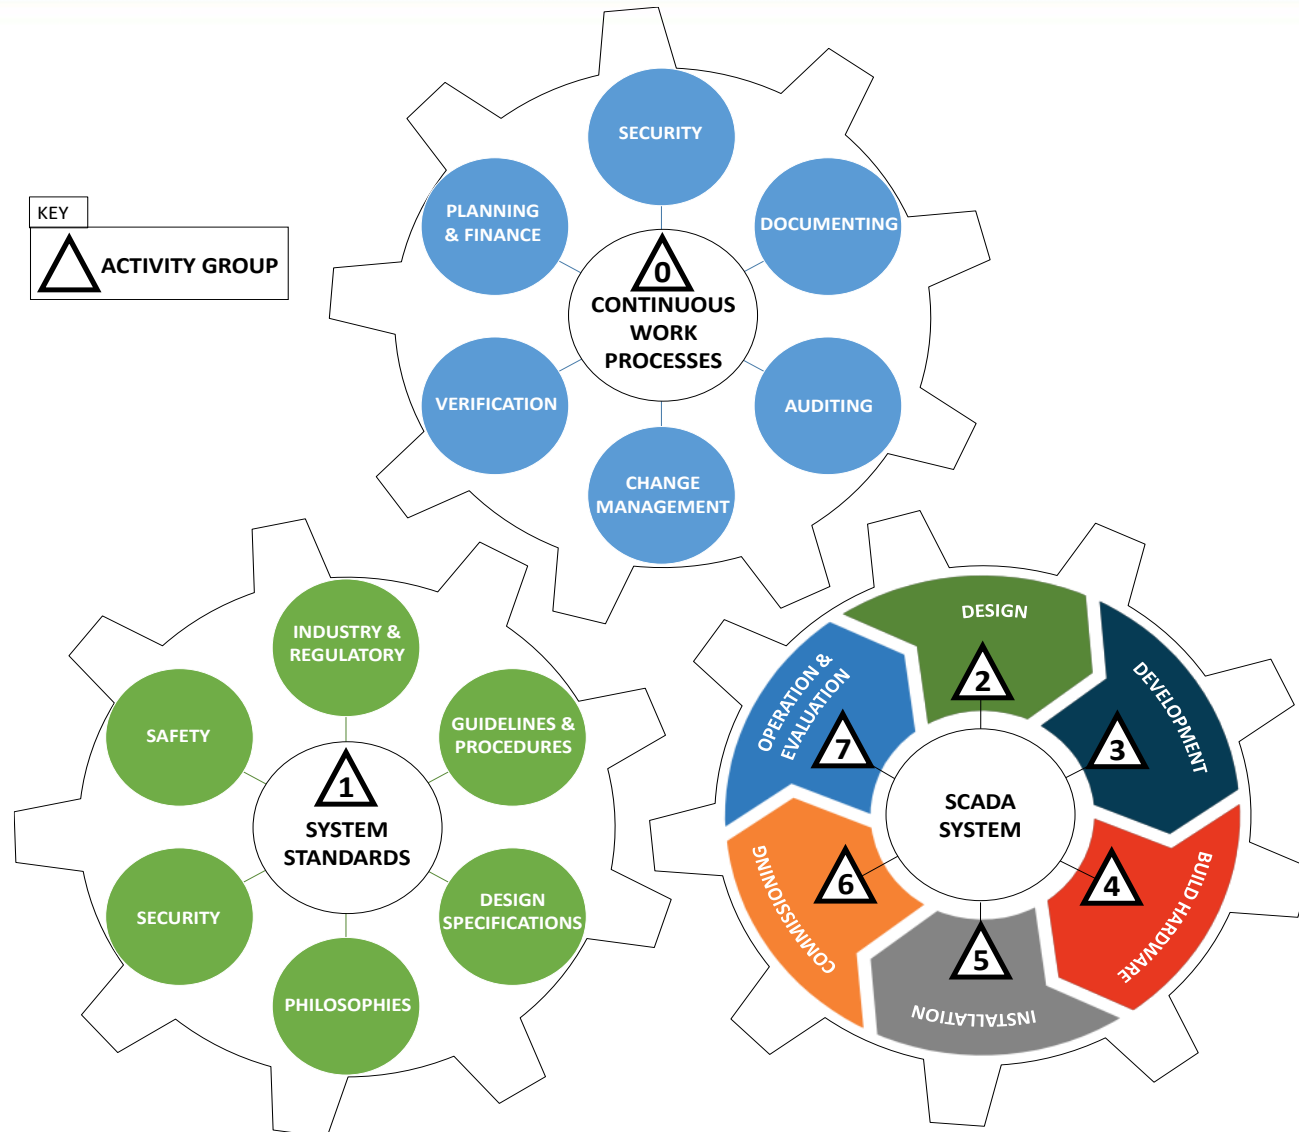 KEY
ACTIVITY GROUP
SECURITY
PLANNING
& FINANCE
DOCUMENTING
0
CONTINUOUS
WORK
PROCESSES
VERIFICATION
AUDITING
CHANGE
MANAGEMENT
INDUSTRY &
REGULATORY
SAFETY
GUIDELINES &
PROCEDURES
1
SYSTEM
STANDARDS
SECURITY
DESIGN
SPECIFICATIONS
PHILOSOPHIES
DESIGN
2
DEVELOPMENT
3
BUILD HARDWARE
4
INSTALLATION
5
COMMISSIONING
6
OPERATION &
EVALUATION
7
SCADA
SYSTEM